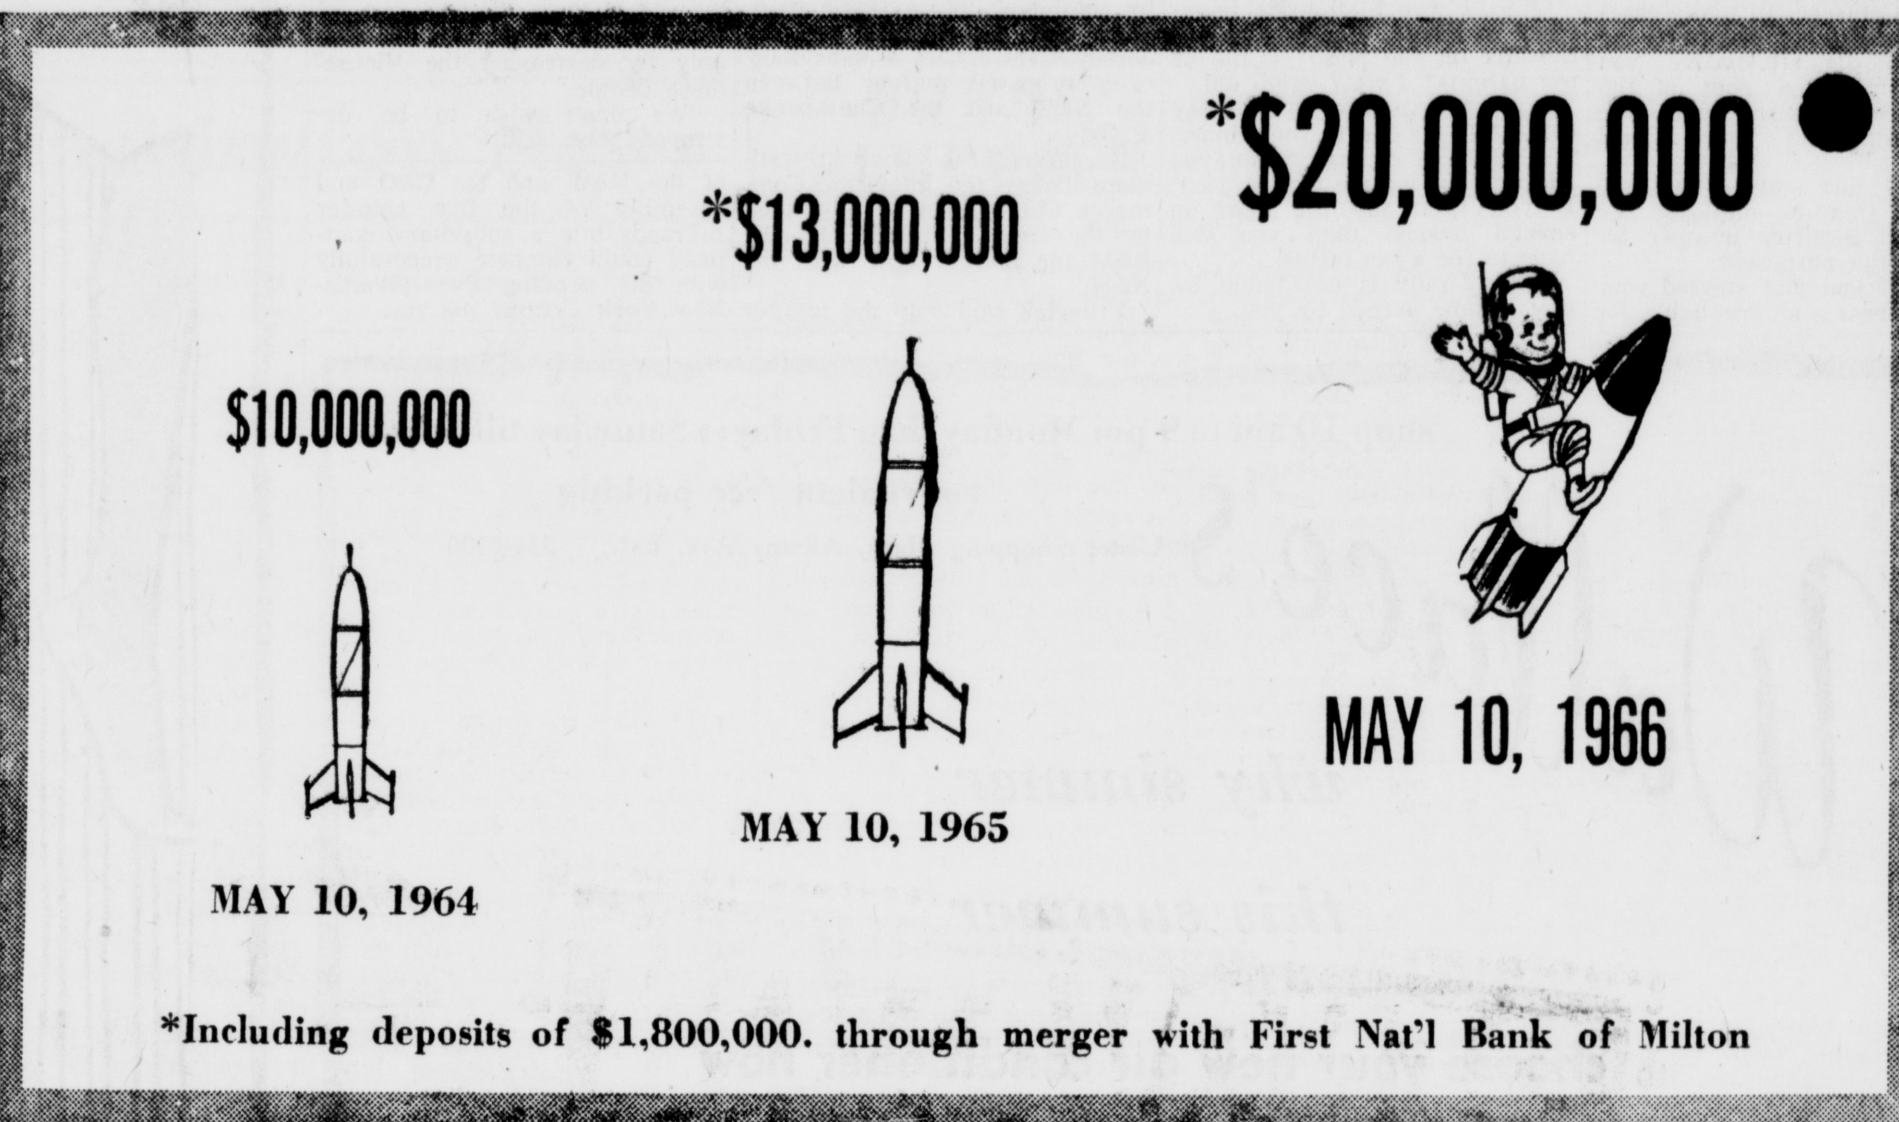 *$20,000,000
*$13,000,000
$10,000,000
MAY 10, 1966
MAY 10, 1965
MAY 10, 1964
*Including deposits of $1,800,000. through merger with First Nat'l Bank of Milton